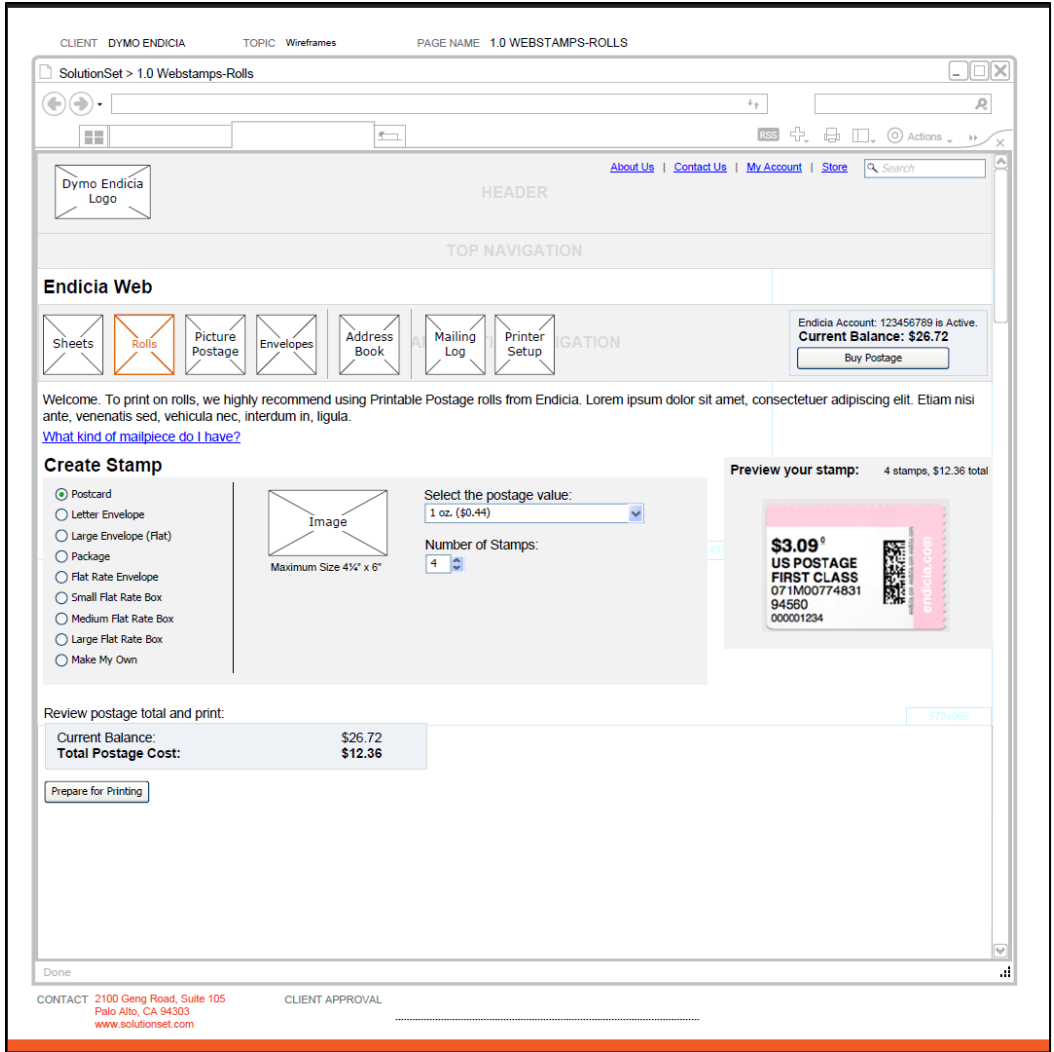 CLIENT DYMO ENDICIA TOPIC Wireframes PAGE NAME 1.0 WEBSTAMPS-ROLLS
SolutionSet > 1.0 Webstamps-Rolls
RSS Actions
About Us | Contact Us | My Account | Store Search
Dymo Endicia
Logo
HEADER
TOP NAVIGATION
Endicia Web
Sheets
Rolls
Picture
Postage
Envelopes
Address
Book
Mailing
Log
Printer
Setup
IGATION
Endicia Account: 123456789 is Active.
Current Balance: $26.72
Buy Postage
Welcome. To print on rolls, we highly recommend using Printable Postage rolls from Endicia. Lorem ipsum dolor sit amet, consectetuer adipiscing elit. Etiam nisi
ante, venenatis sed, vehicula nec, interdum in, ligula.
What kind of mailpiece do I have?
Create Stamp
Postcard
Letter Envelope
Large Envelope (Flat)
Package
Flat Rate Envelope
Small Flat Rate Box
Medium Flat Rate Box
Large Flat Rate Box
Make My Own
Image
Maximum Size 4¼" x 6"
Select the postage value:
1 oz. ($0.44)
Number of Stamps:
4
Preview your stamp: 4 stamps, $12.36 total
$3.09⁰
US POSTAGE
FIRST CLASS
071M00774831
94560
000001234
endicia.com
Review postage total and print:
Current Balance: $26.72
Total Postage Cost: $12.36
Prepare for Printing
Done
CONTACT 2100 Geng Road, Suite 105
Palo Alto, CA 94303
www.solutionset.com
CLIENT APPROVAL